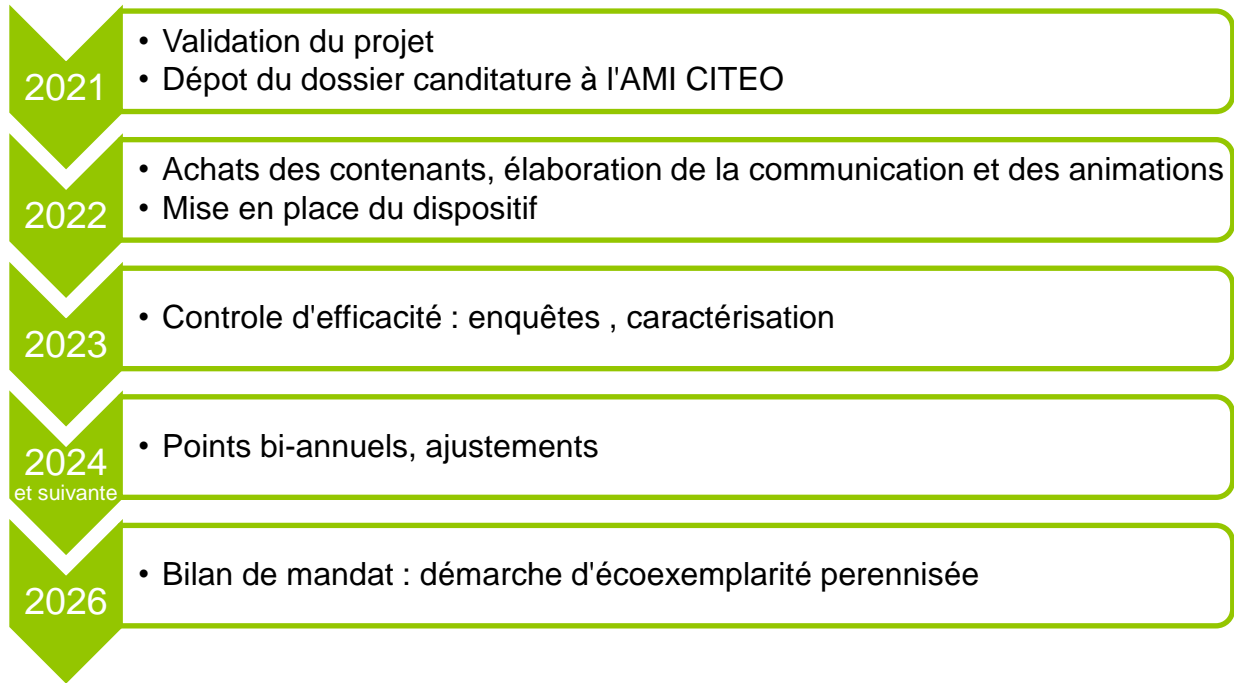 2021
• Validation du projet
• Dépot du dossier canditature à l'AMI CITEO
2022
• Achats des contenants, élaboration de la communication et des animations
• Mise en place du dispositif
2023
• Controle d'efficacité : enquêtes , caractérisation
2024
et suivante
• Points bi-annuels, ajustements
2026
• Bilan de mandat : démarche d'écoexemplarité perennisée